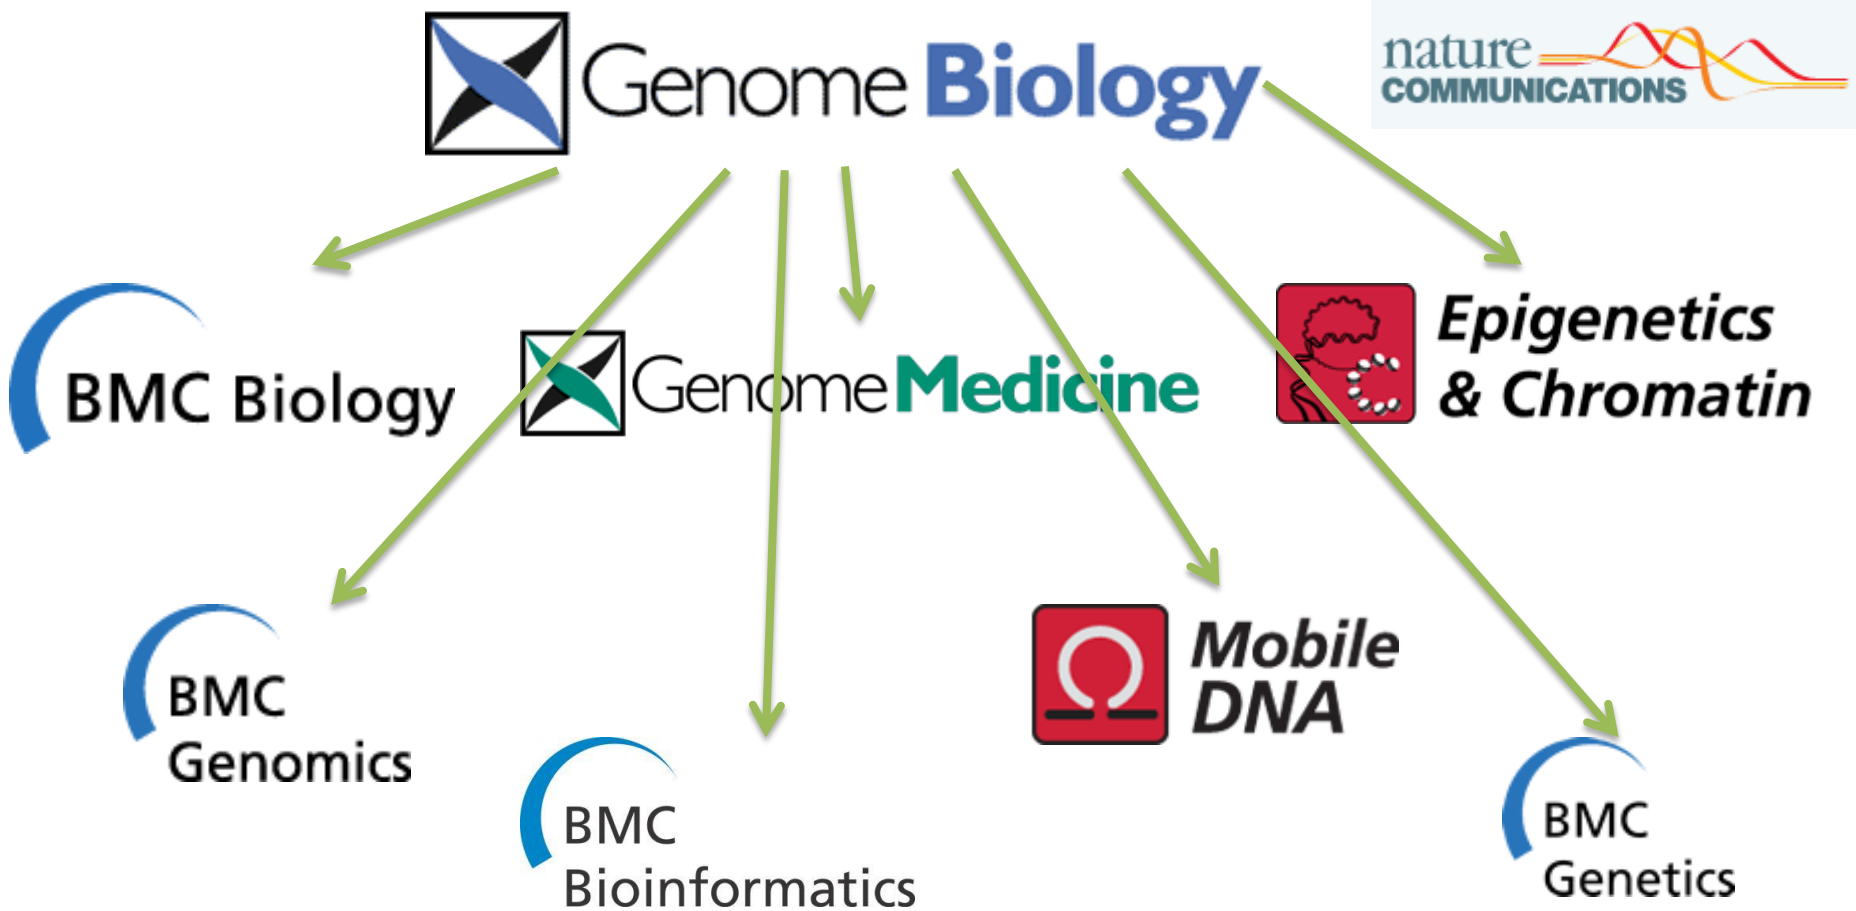 Genome Biology
nature
COMMUNICATIONS
BMC Biology
Genome Medicine
Epigenetics
& Chromatin
BMC
Genomics
BMC
Bioinformatics
Mobile
DNA
BMC
Genetics